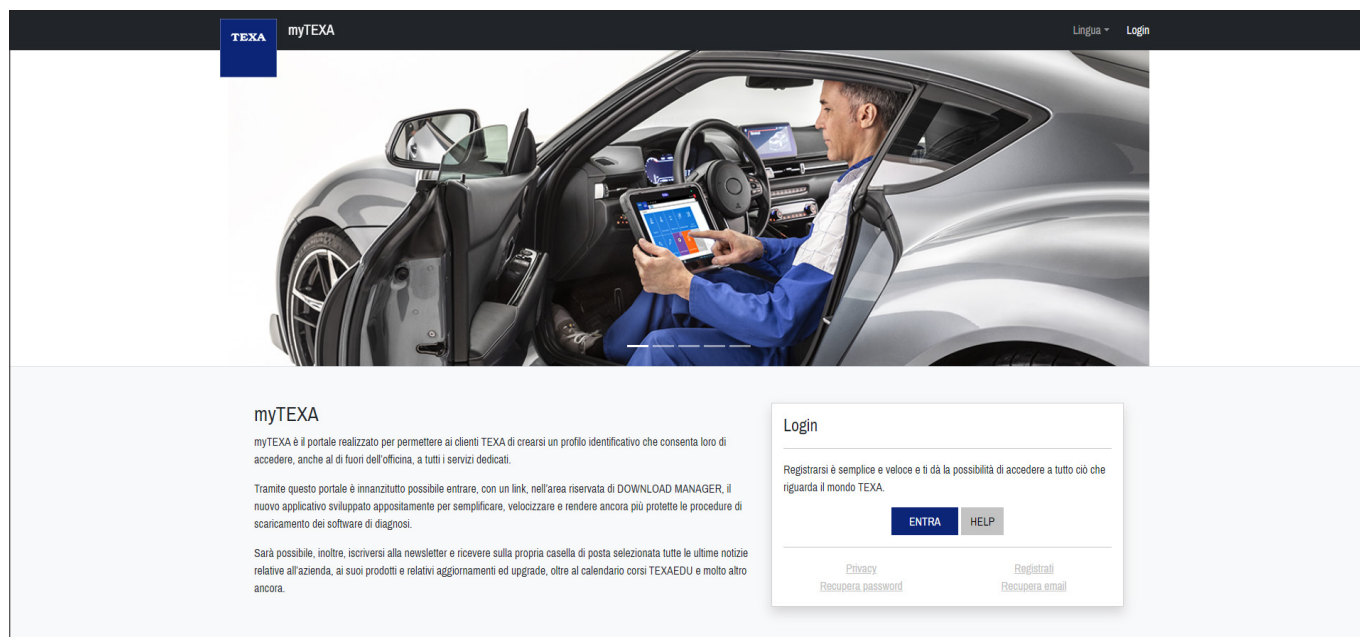 TEXA
myTEXA
Lingua
Login
myTEXA
myTEXA è il portale realizzato per permettere ai clienti TEXA di crearsi un profilo identificativo che consenta loro di
accedere, anche al di fuori dell'officina, a tutti i servizi dedicati.
Tramite questo portale è innanzitutto possibile entrare, con un link, nell'area riservata di DOWNLOAD MANAGER, il
nuovo applicativo sviluppato appositamente per semplificare, velocizzare e rendere ancora più protette le procedure di
scaricamento dei software di diagnosi.
Sarà possibile, inoltre, iscriversi alla newsletter e ricevere sulla propria casella di posta selezionata tutte le ultime notizie
relative all'azienda, ai suoi prodotti e relativi aggiornamenti ed upgrade, oltre al calendario corsi TEXAEDU e molto altro
ancora.
Login
Registrarsi è semplice e veloce e ti dà la possibilità di accedere a tutto ciò che
riguarda il mondo TEXA.
ENTRA
HELP
Privacy
Registrati
Recupera password
Recupera email